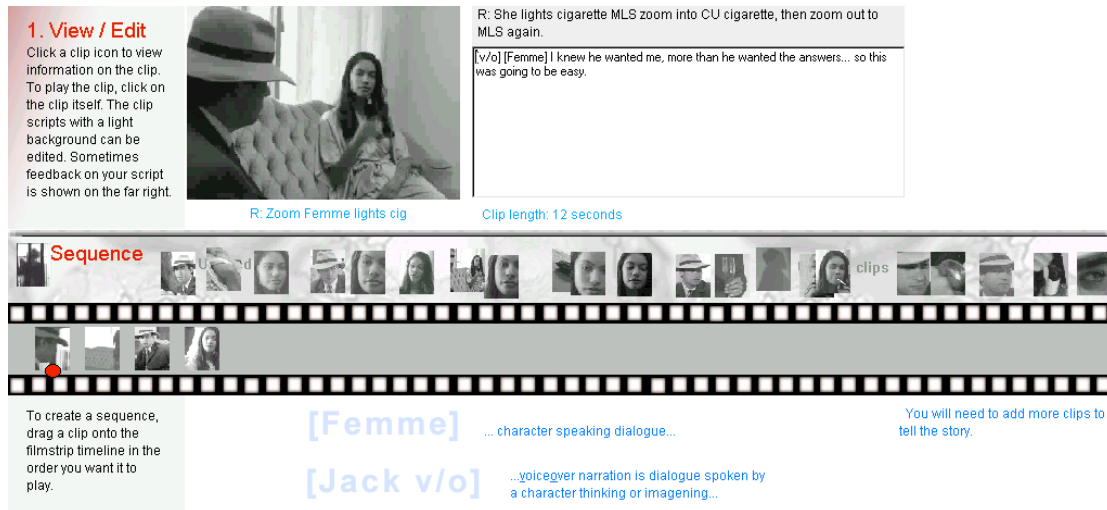 1. View / Edit
Click a clip icon to view
information on the clip.
To play the clip, click on
the clip itself. The clip
scripts with a light
background can be
edited. Sometimes
feedback on your script
is shown on the far right.
R: She lights cigarette MLS zoom into CU cigarette, then zoom out to
MLS again.
[v/o] [Femme] I knew he wanted me, more than he wanted the answers... so this
was going to be easy.
R: Zoom Femme lights cig
Clip length: 12 seconds
Sequence
clips
To create a sequence,
drag a clip onto the
filmstrip timeline in the
order you want it to
play.
[Femme]
... character speaking dialogue...
[Jack v/o]
...voiceover narration is dialogue spoken by
a character thinking or imagening...
You will need to add more clips to
tell the story.